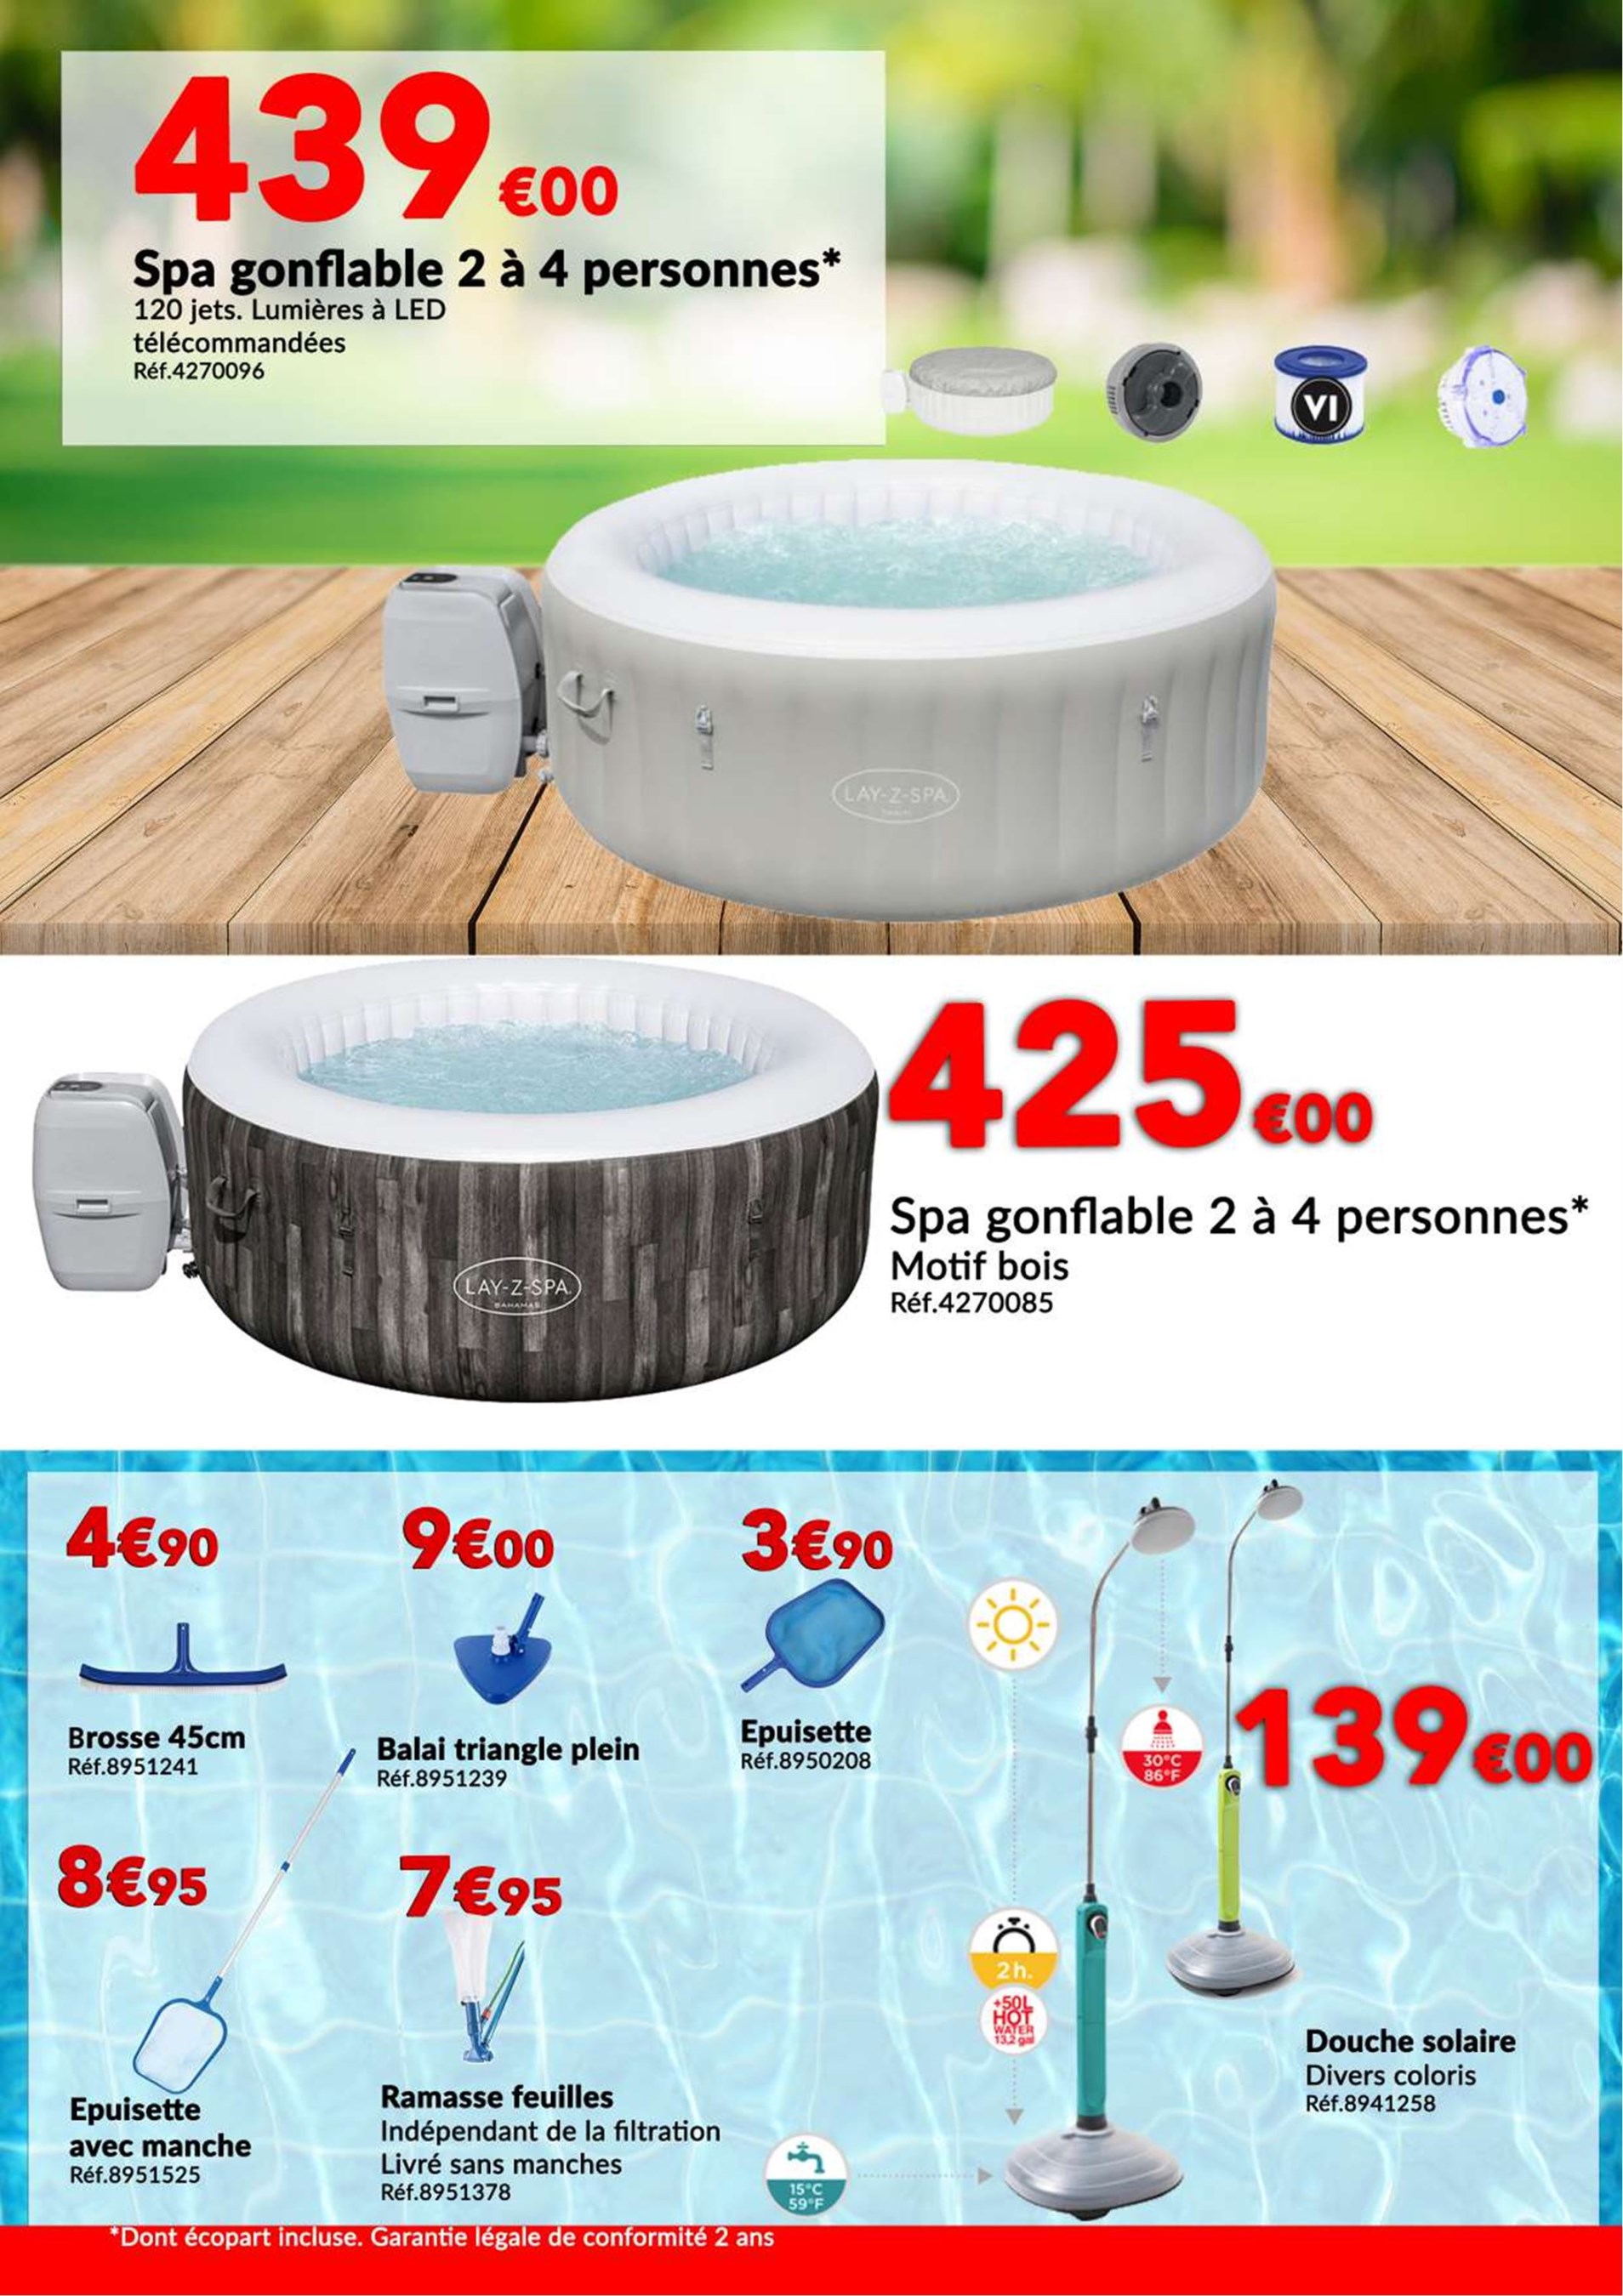 439€00
Spa gonflable 2 à 4 personnes*
120 jets. Lumières à LED
télécommandées
Réf.4270096
VI
LAY-Z-SPA
425€00
Spa gonflable 2 à 4 personnes*
Motif bois
Réf.4270085
LAY-Z-SPA
BAHAMAS
4€90
Brosse 45cm
Réf.8951241
9€00
Balai triangle plein
Réf.8951239
3€90
Epuisette
Réf.8950208
8€95
Epuisette
avec manche
Réf.8951525
7€95
Ramasse feuilles
Indépendant de la filtration
Livré sans manches
Réf.8951378
139€00
30°C
86°F
2h.
+50L
HOT
WATER
13,2 gal
15°C
59°F
Douche solaire
Divers coloris
Réf.8941258
*Dont écopart incluse. Garantie légale de conformité 2 ans